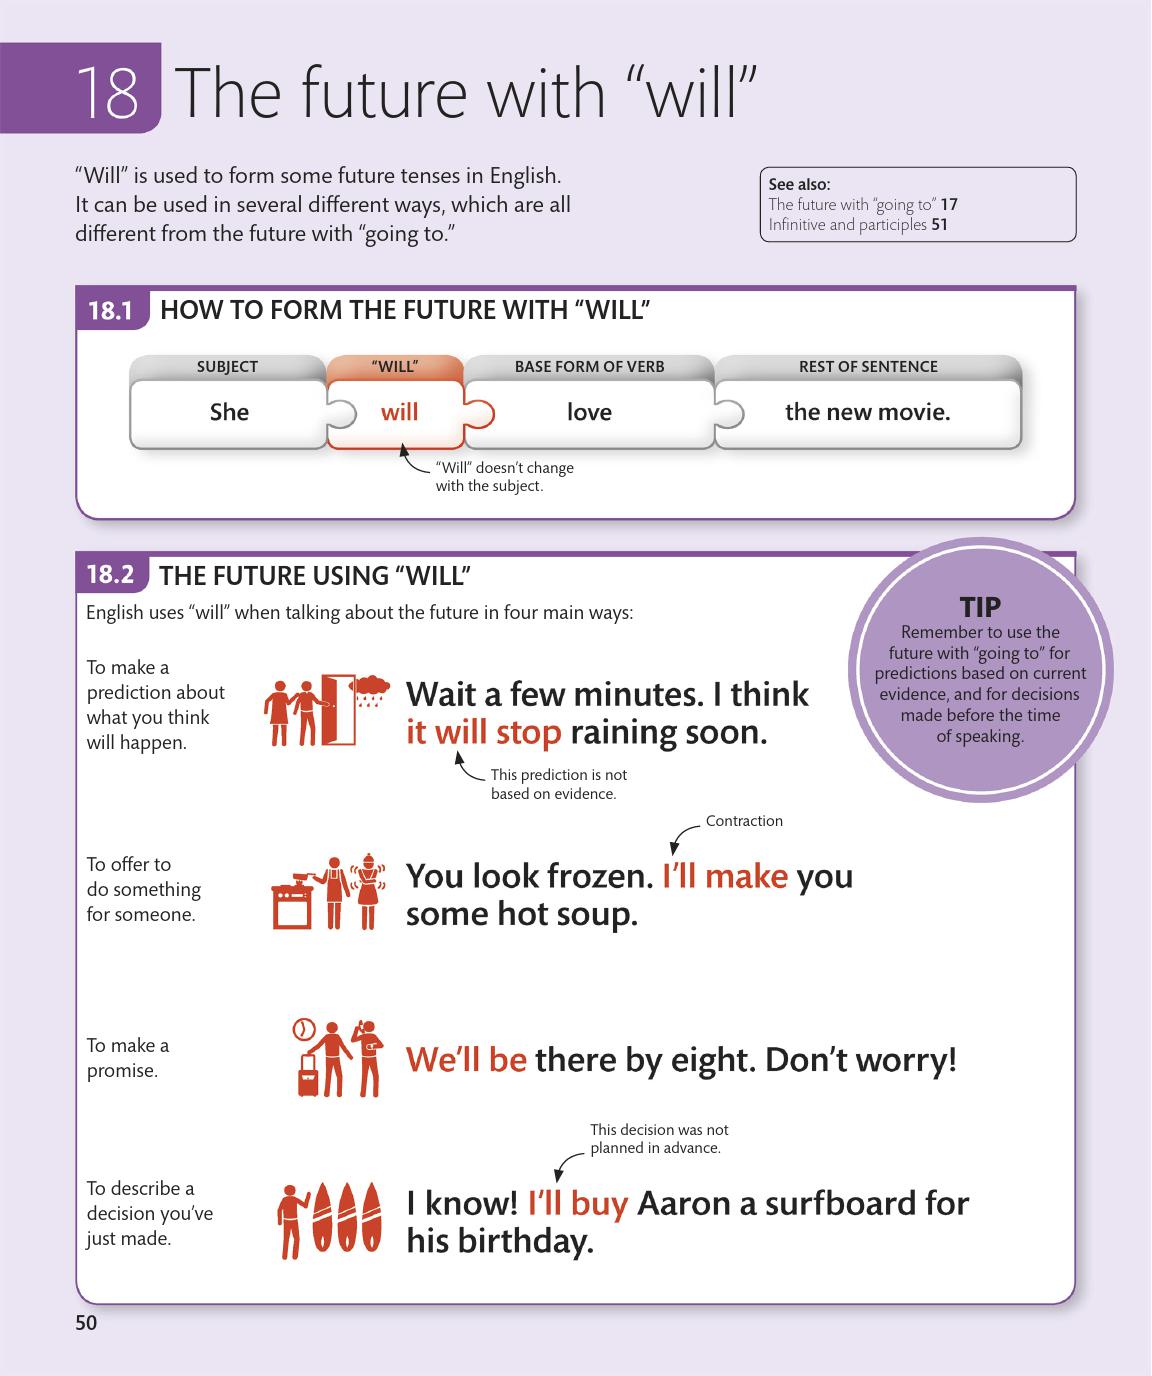 18 The future with “will”
“Will” is used to form some future tenses in English.
It can be used in several different ways, which are all
different from the future with “going to.”
See also:
The future with “going to” 17
Infinitive and participles 51
18.1 HOW TO FORM THE FUTURE WITH “WILL”
SUBJECT “WILL” BASE FORM OF VERB REST OF SENTENCE
She will love the new movie.
“Will” doesn’t change
with the subject.
18.2 THE FUTURE USING “WILL”
English uses “will” when talking about the future in four main ways:
TIP
Remember to use the
future with “going to” for
predictions based on current
evidence, and for decisions
made before the time
of speaking.
To make a
prediction about
what you think
will happen.
Wait a few minutes. I think
it will stop raining soon.
This prediction is not
based on evidence.
Contraction
To offer to
do something
for someone.
You look frozen. I’ll make you
some hot soup.
To make a
promise.
We’ll be there by eight. Don’t worry!
This decision was not
planned in advance.
To describe a
decision you’ve
just made.
I know! I’ll buy Aaron a surfboard for
his birthday.
50